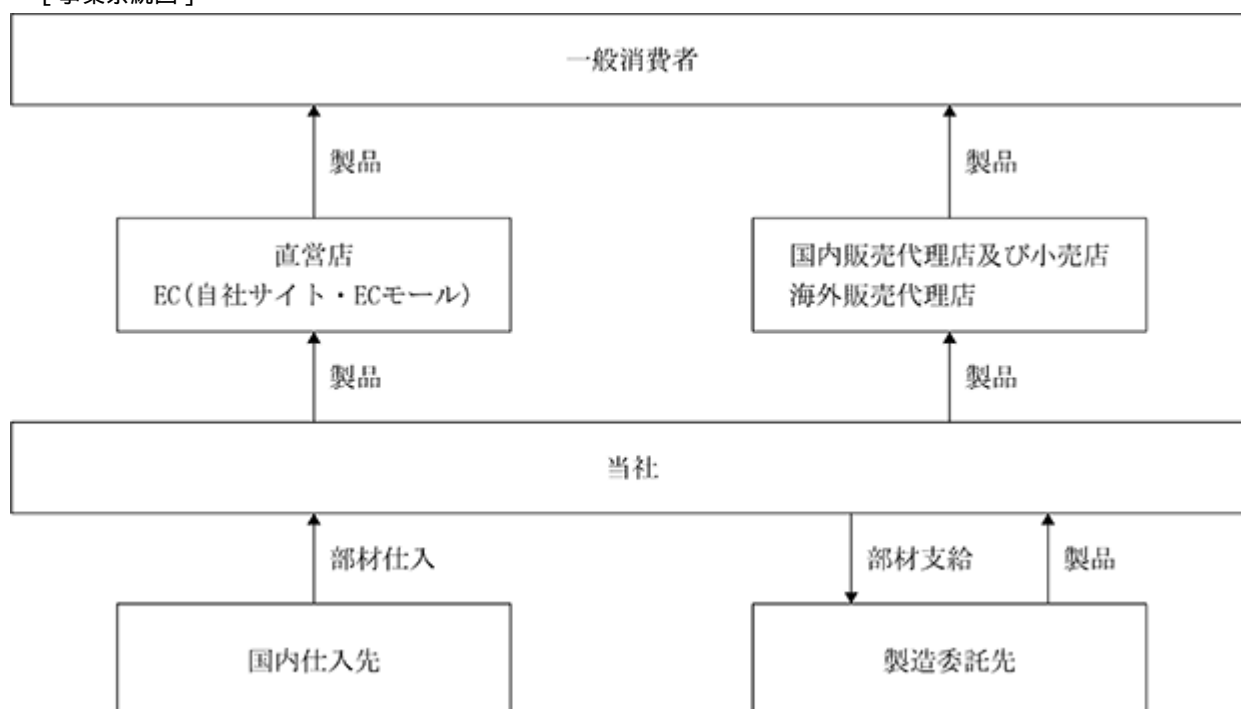 [ 事業系統図 ]
一般消費者
製品
製品
直営店
EC(自社サイト・ECモール)
国内販売代理店及び小売店
海外販売代理店
製品
製品
当社
部材仕入
部材支給
製品
国内仕入先
製造委託先